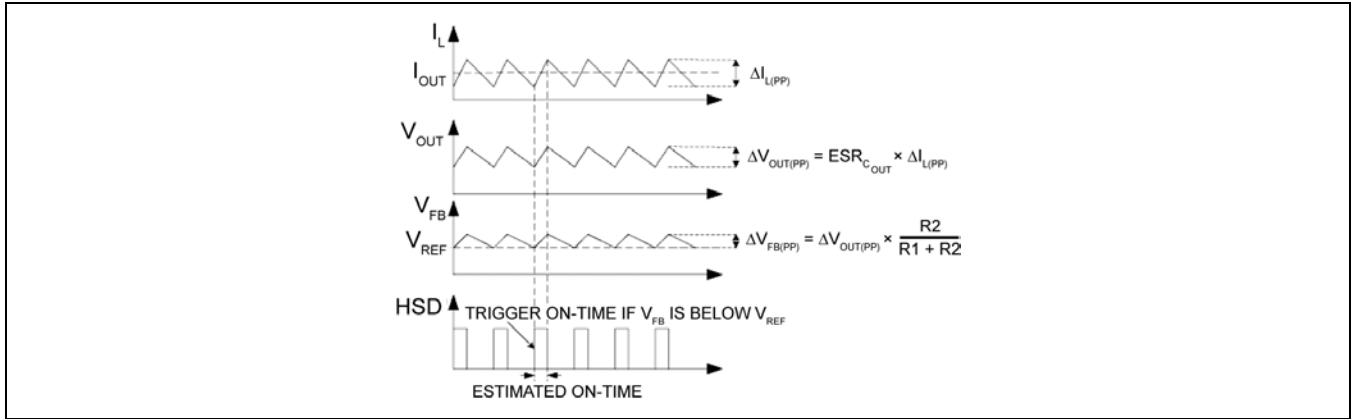 I_L
I_OUT
ΔI_L(PP)
V_OUT
ΔV_OUT(PP) = ESR_C_OUT × ΔI_L(PP)
V_FB
V_REF
ΔV_FB(PP) = ΔV_OUT(PP) × R2 / R1 + R2
HSD
TRIGGER ON-TIME IF V_FB IS BELOW V_REF
ESTIMATED ON-TIME